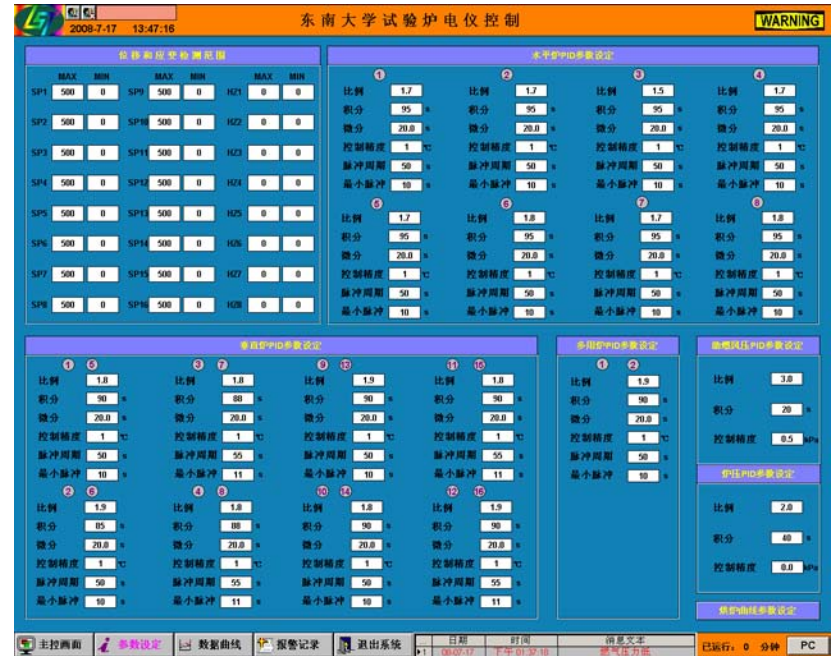 2008-7-17 13:47:16
东南大学试验炉电仪控制
WARNING
位移和应变检测范围
MAX MIN MAX MIN MAX MIN
SP1 500 0 SP9 500 0 HZ1 0 0
SP2 500 0 SP10 500 0 HZ2 0 0
SP3 500 0 SP11 500 0 HZ3 0 0
SP4 500 0 SP12 500 0 HZ4 0 0
SP5 500 0 SP13 500 0 HZ5 0 0
SP6 500 0 SP14 500 0 HZ6 0 0
SP7 500 0 SP15 500 0 HZ7 0 0
SP8 500 0 SP16 500 0 HZ8 0 0
水平炉PID参数设定
1 2 3 4
比例 1.7 比例 1.7 比例 1.5 比例 1.7
积分 95 s 积分 95 s 积分 95 s 积分 95 s
微分 20.0 s 微分 20.0 s 微分 20.0 s 微分 20.0 s
控制精度 1 ℃ 控制精度 1 ℃ 控制精度 1 ℃ 控制精度 1 ℃
脉冲周期 50 s 脉冲周期 50 s 脉冲周期 50 s 脉冲周期 50 s
最小脉冲 10 s 最小脉冲 10 s 最小脉冲 10 s 最小脉冲 10 s
5 6 7 8
比例 1.7 比例 1.8 比例 1.7 比例 1.8
积分 95 s 积分 95 s 积分 95 s 积分 95 s
微分 20.0 s 微分 20.0 s 微分 20.0 s 微分 20.0 s
控制精度 1 ℃ 控制精度 1 ℃ 控制精度 1 ℃ 控制精度 1 ℃
脉冲周期 50 s 脉冲周期 50 s 脉冲周期 50 s 脉冲周期 50 s
最小脉冲 10 s 最小脉冲 10 s 最小脉冲 10 s 最小脉冲 10 s
垂直炉PID参数设定
1 5 3 7 9 13 11 15
比例 1.8 比例 1.8 比例 1.9 比例 1.8
积分 90 s 积分 88 s 积分 90 s 积分 90 s
微分 20.0 s 微分 20.0 s 微分 20.0 s 微分 20.0 s
控制精度 1 ℃ 控制精度 1 ℃ 控制精度 1 ℃ 控制精度 1 ℃
脉冲周期 50 s 脉冲周期 55 s 脉冲周期 50 s 脉冲周期 55 s
最小脉冲 10 s 最小脉冲 11 s 最小脉冲 10 s 最小脉冲 11 s
2 6 4 8 10 14 12 16
比例 1.9 比例 1.8 比例 1.8 比例 1.9
积分 85 s 积分 88 s 积分 90 s 积分 90 s
微分 20.0 s 微分 20.0 s 微分 20.0 s 微分 20.0 s
控制精度 1 ℃ 控制精度 1 ℃ 控制精度 1 ℃ 控制精度 1 ℃
脉冲周期 50 s 脉冲周期 55 s 脉冲周期 50 s 脉冲周期 55 s
最小脉冲 10 s 最小脉冲 11 s 最小脉冲 10 s 最小脉冲 11 s
多用炉PID参数设定
1 2
比例 1.9
积分 90 s
微分 20.0 s
控制精度 1 ℃
脉冲周期 50 s
最小脉冲 10 s
助燃风压PID参数设定
比例 3.0
积分 20 s
控制精度 0.5 kPa
炉压PID参数设定
比例 2.0
积分 40 s
控制精度 0.0 kPa
烘炉曲线参数设定
主控画面 参数设定 数据曲线 报警记录 退出系统
日期 时间 消息文本
1 08-07-17 下午 01:37:18 燃气压力低
已运行: 0 分钟 PC